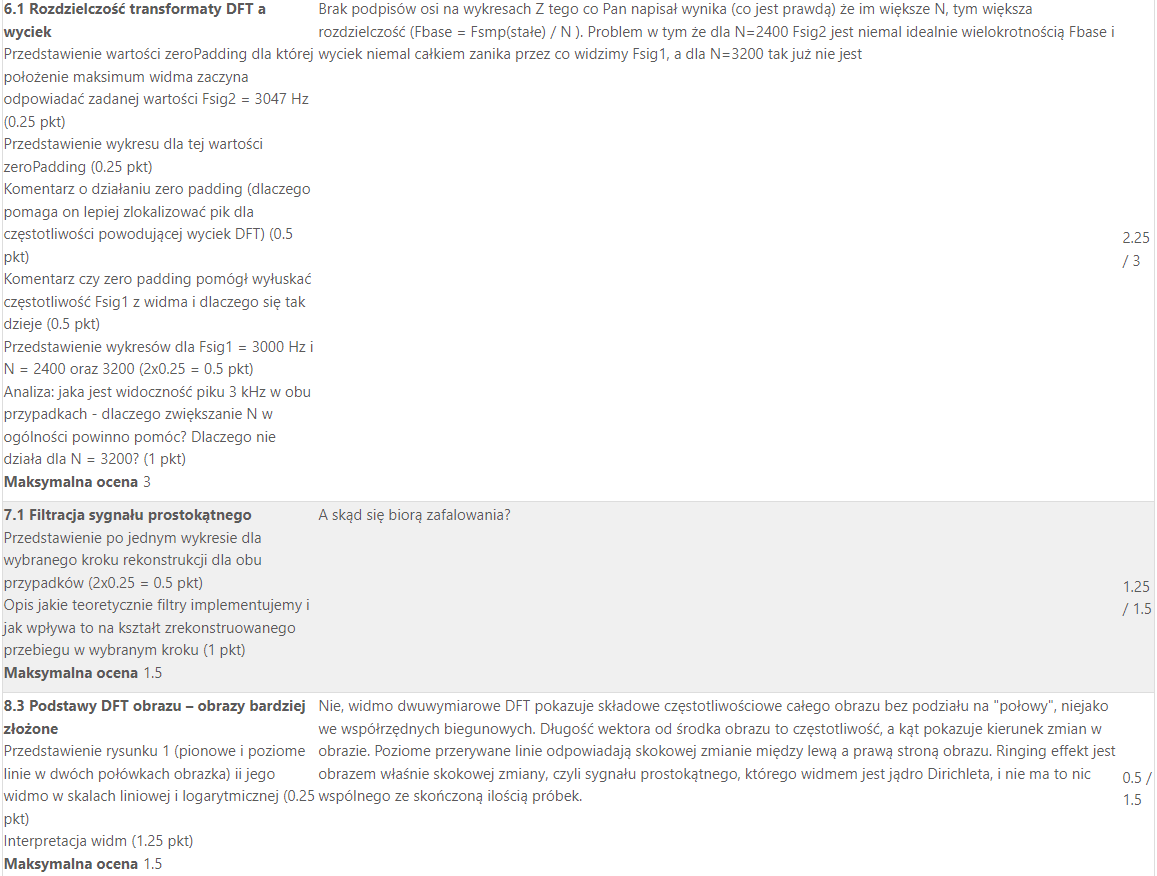 6.1 Rozdzielczość transformaty DFT a
wyciek
Przedstawienie wartości zeroPadding dla której
położenie maksimum widma zaczyna
odpowiadać zadanej wartości Fsig2 = 3047 Hz
(0.25 pkt)
Przedstawienie wykresu dla tej wartości
zeroPadding (0.25 pkt)
Komentarz o działaniu zero padding (dlaczego
pomaga on lepiej zlokalizować pik dla
częstotliwości powodującej wyciek DFT) (0.5
pkt)
Komentarz czy zero padding pomógł wyłuskać
częstotliwość Fsig1 z widma i dlaczego się tak
dzieje (0.5 pkt)
Przedstawienie wykresów dla Fsig1 = 3000 Hz i
N = 2400 oraz 3200 (2x0.25 = 0.5 pkt)
Analiza: jaka jest widoczność piku 3 kHz w obu
przypadkach - dlaczego zwiększanie N w
ogólności powinno pomóc? Dlaczego nie
działa dla N = 3200? (1 pkt)
Maksymalna ocena 3
Brak podpisów osi na wykresach Z tego co Pan napisał wynika (co jest prawdą) że im większe N, tym większa
rozdzielczość (Fbase = Fsmp(stałe) / N ). Problem w tym że dla N=2400 Fsig2 jest niemal idealnie wielokrotnością Fbase i
wyciek niemal całkiem zanika przez co widzimy Fsig1, a dla N=3200 tak już nie jest
2.25
/ 3
7.1 Filtracja sygnału prostokątnego
Przedstawienie po jednym wykresie dla
wybranego kroku rekonstrukcji dla obu
przypadków (2x0.25 = 0.5 pkt)
Opis jakie teoretycznie filtry implementujemy i
jak wpływa to na kształt zrekonstruowanego
przebiegu w wybranym kroku (1 pkt)
Maksymalna ocena 1.5
A skąd się biorą zafalowania?
1.25
/ 1.5
8.3 Podstawy DFT obrazu – obrazy bardziej
złożone
Przedstawienie rysunku 1 (pionowe i poziome
linie w dwóch połówkach obrazka) ii jego
widmo w skalach liniowej i logarytmicznej (0.25
pkt)
Interpretacja widm (1.25 pkt)
Maksymalna ocena 1.5
Nie, widmo dwuwymiarowe DFT pokazuje składowe częstotliwościowe całego obrazu bez podziału na "połowy", niejako
we współrzędnych biegunowych. Długość wektora od środka obrazu to częstotliwość, a kąt pokazuje kierunek zmian w
obrazie. Poziome przerywane linie odpowiadają skokowej zmianie między lewą a prawą stroną obrazu. Ringing effekt jest
obrazem właśnie skokowej zmiany, czyli sygnału prostokątnego, którego widmem jest jądro Dirichleta, i nie ma to nic
wspólnego ze skończoną ilością próbek.
0.5 /
1.5